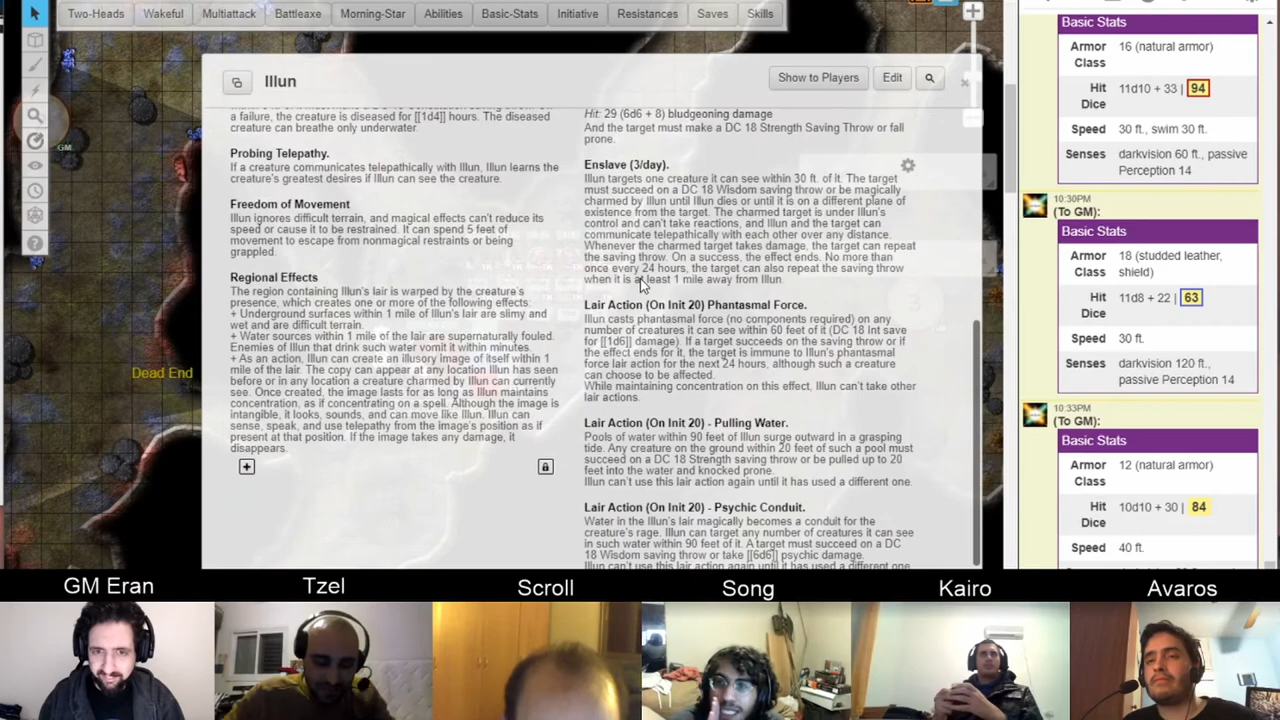 Two-Heads Wakeful Multiattack Battleaxe Morning-Star Abilities Basic-Stats Initiative Resistances Saves Skills
Illun
Show to Players Edit
a failure, the creature is diseased for [[1d4]] hours. The diseased
creature can breathe only underwater.
Probing Telepathy.
If a creature communicates telepathically with Illun, Illun learns the
creature's greatest desires if Illun can see the creature.
Freedom of Movement
Illun ignores difficult terrain, and magical effects can't reduce its
speed or cause it to be restrained. It can spend 5 feet of
movement to escape from nonmagical restraints or being
grappled.
Regional Effects
The region containing Illun's lair is warped by the creature's
presence, which creates one or more of the following effects:
+ Underground surfaces within 1 mile of Illun's lair are slimy and
wet and are difficult terrain.
+ Water sources within 1 mile of the lair are supernaturally fouled.
Enemies of Illun that drink such water vomit it within minutes.
+ As an action, Illun can create an illusory image of itself within 1
mile of the lair. The copy can appear at any location Illun has seen
before or in any location a creature charmed by Illun can currently
see. Once created, the image lasts for as long as Illun maintains
concentration, as if concentrating on a spell. Although the image is
intangible, it looks, sounds, and can move like Illun. Illun can
sense, speak, and use telepathy from the image's position as if
present at that position. If the image takes any damage, it
disappears.
Hit: 29 (6d6 + 8) bludgeoning damage
And the target must make a DC 18 Strength Saving Throw or fall
prone.
Enslave (3/day).
Illun targets one creature it can see within 30 ft. of it. The target
must succeed on a DC 18 Wisdom saving throw or be magically
charmed by Illun until Illun dies or until it is on a different plane of
existence from the target. The charmed target is under Illun's
control and can't take reactions, and Illun and the target can
communicate telepathically with each other over any distance.
Whenever the charmed target takes damage, the target can repeat
the saving throw. On a success, the effect ends. No more than
once every 24 hours, the target can also repeat the saving throw
when it is at least 1 mile away from Illun.
Lair Action (On Init 20) Phantasmal Force.
Illun casts phantasmal force (no components required) on any
number of creatures it can see within 60 feet of it (DC 18 Int save
for [[1d6]] damage). If a target succeeds on the saving throw or if
the effect ends for it, the target is immune to Illun's phantasmal
force lair action for the next 24 hours, although such a creature
can choose to be affected.
While maintaining concentration on this effect, Illun can't take other
lair actions.
Lair Action (On Init 20) - Pulling Water.
Pools of water within 90 feet of Illun surge outward in a grasping
tide. Any creature on the ground within 20 feet of such a pool must
succeed on a DC 18 Strength saving throw or be pulled up to 20
feet into the water and knocked prone.
Illun can't use this lair action again until it has used a different one.
Lair Action (On Init 20) - Psychic Conduit.
Water in the Illun's lair magically becomes a conduit for the
creature's rage. Illun can target any number of creatures it can see
in such water within 90 feet of it. A target must succeed on a DC
18 Wisdom saving throw or take [[6d6]] psychic damage.
Illun can't use this lair action again until it has used a different one.
GM
Dead End
Basic Stats
Armor Class 16 (natural armor)
Hit Dice 11d10 + 33 | 94
Speed 30 ft., swim 30 ft.
Senses darkvision 60 ft., passive
Perception 14
10:30PM
(To GM):
Basic Stats
Armor Class 18 (studded leather,
shield)
Hit Dice 11d8 + 22 | 63
Speed 30 ft.
Senses darkvision 120 ft.,
passive Perception 14
10:33PM
(To GM):
Basic Stats
Armor Class 12 (natural armor)
Hit Dice 10d10 + 30 | 84
Speed 40 ft.
GM Eran Tzel Scroll Song Kairo Avaros